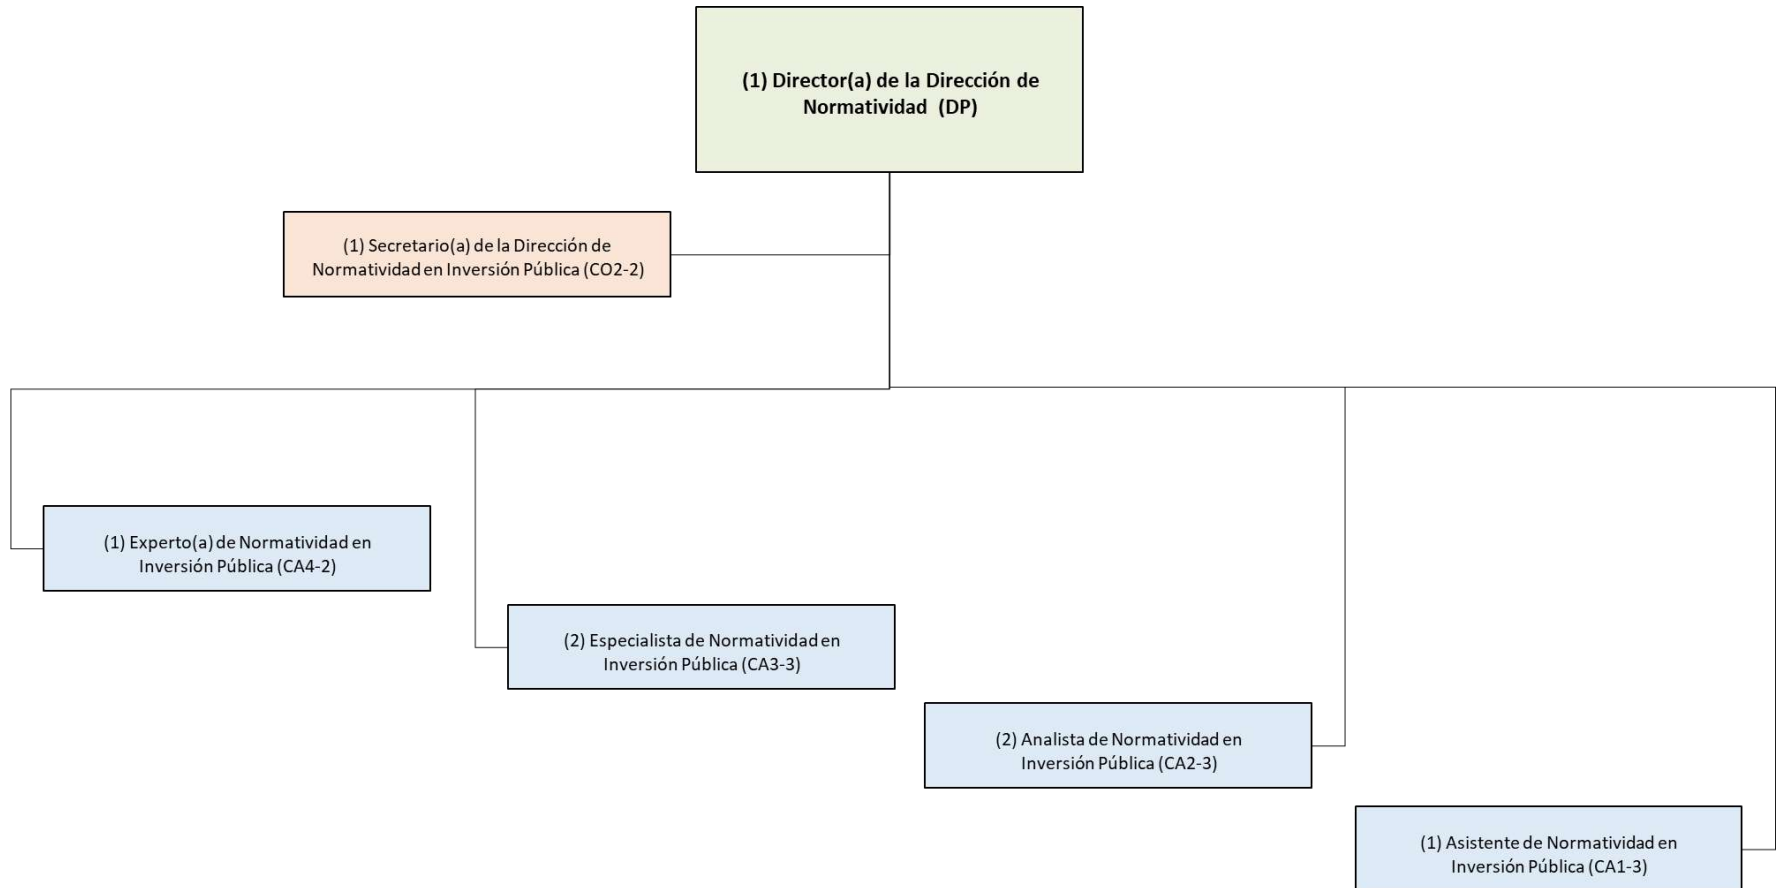 (1) Director(a) de la Dirección de
Normatividad (DP)
(1) Secretario(a) de la Dirección de
Normatividad en Inversión Pública (CO2-2)
(1) Experto(a) de Normatividad en
Inversión Pública (CA4-2)
(2) Especialista de Normatividad en
Inversión Pública (CA3-3)
(2) Analista de Normatividad en
Inversión Pública (CA2-3)
(1) Asistente de Normatividad en
Inversión Pública (CA1-3)